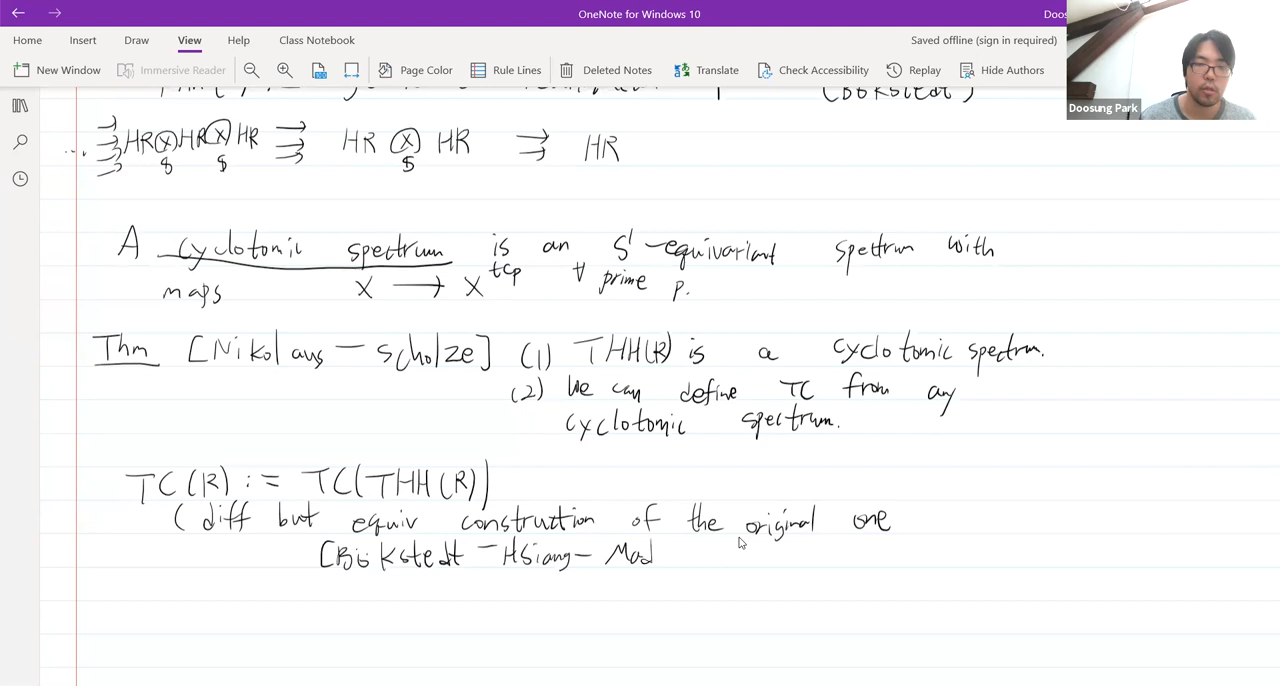 OneNote for Windows 10
Doos
Home Insert Draw View Help Class Notebook Saved offline (sign in required)
New Window Immersive Reader Page Color Rule Lines Deleted Notes Translate Check Accessibility Replay Hide Authors
Doosung Park
(Bökstedt)
... HR ⊗ HR ⊗ HR HR ⊗ HR HR
$ $ $
A cyclotomic spectrum is an S¹-equivariant spectrum with
maps X → X^tCp ∀ prime p.
Thm [Nikolaus - Scholze] (1) THH(R) is a cyclotomic spectrum.
(2) We can define TC from any
cyclotomic spectrum.
TC(R) := TC(THH(R))
(diff but equiv construction of the original one
[Bökstedt - Hsiang - Mad